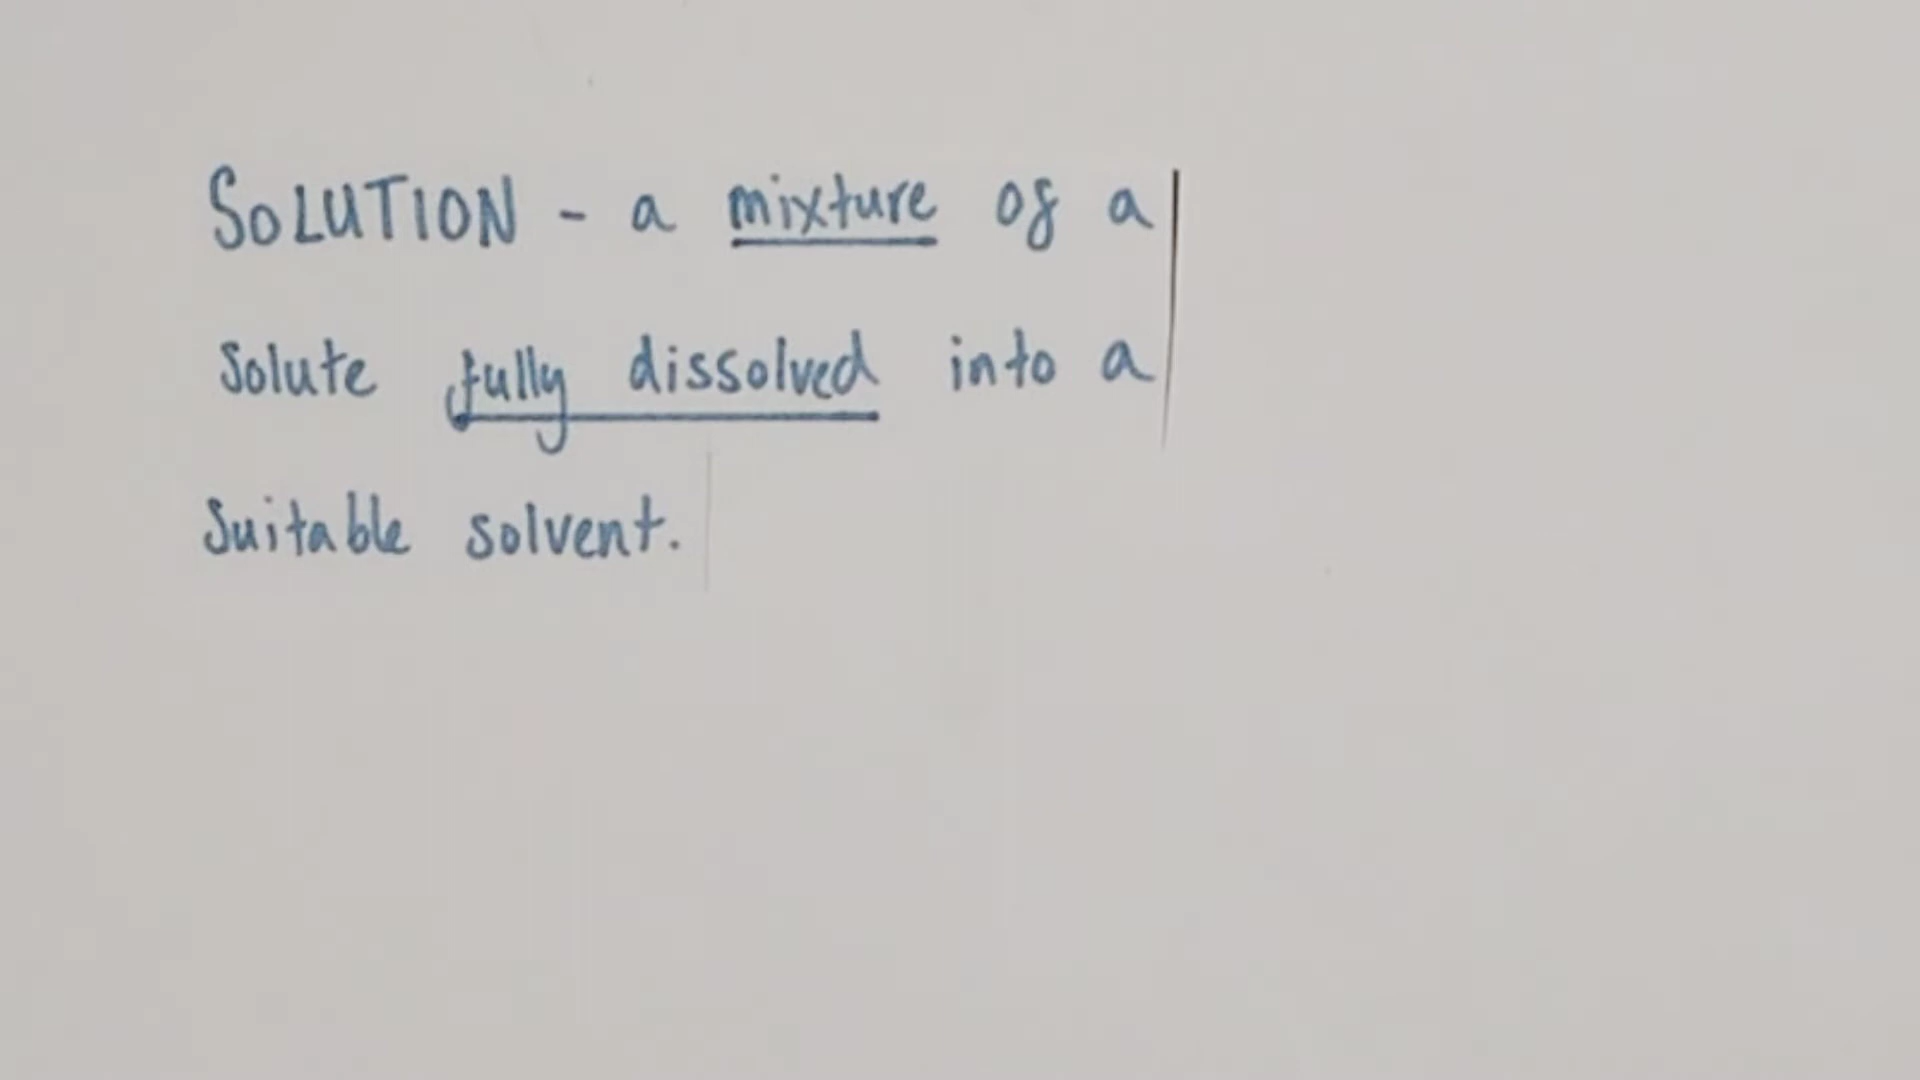 SOLUTION - a mixture of a
solute fully dissolved into a
suitable solvent.